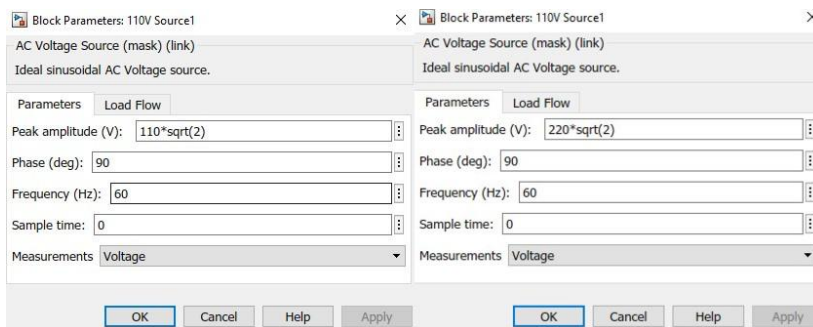 Block Parameters: 110V Source1
AC Voltage Source (mask) (link)
Ideal sinusoidal AC Voltage source.
Parameters Load Flow
Peak amplitude (V): 110*sqrt(2)
Phase (deg): 90
Frequency (Hz): 60
Sample time: 0
Measurements Voltage
OK Cancel Help Apply
Block Parameters: 110V Source1
AC Voltage Source (mask) (link)
Ideal sinusoidal AC Voltage source.
Parameters Load Flow
Peak amplitude (V): 220*sqrt(2)
Phase (deg): 90
Frequency (Hz): 60
Sample time: 0
Measurements Voltage
OK Cancel Help Apply